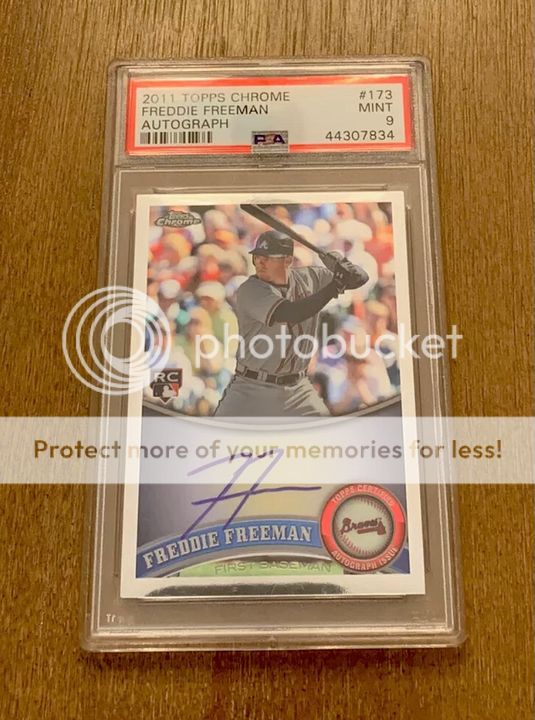 2011 TOPPS CHROME #173
FREDDIE FREEMAN MINT
AUTOGRAPH 9
PSA 44307834
Topps
Chrome
A
photobucket
RC
Protect more of your memories for less!
TOPPS CERTIFIED
Braves
AUTOGRAPH ISSUE
FREDDIE FREEMAN
FIRST BASEMAN